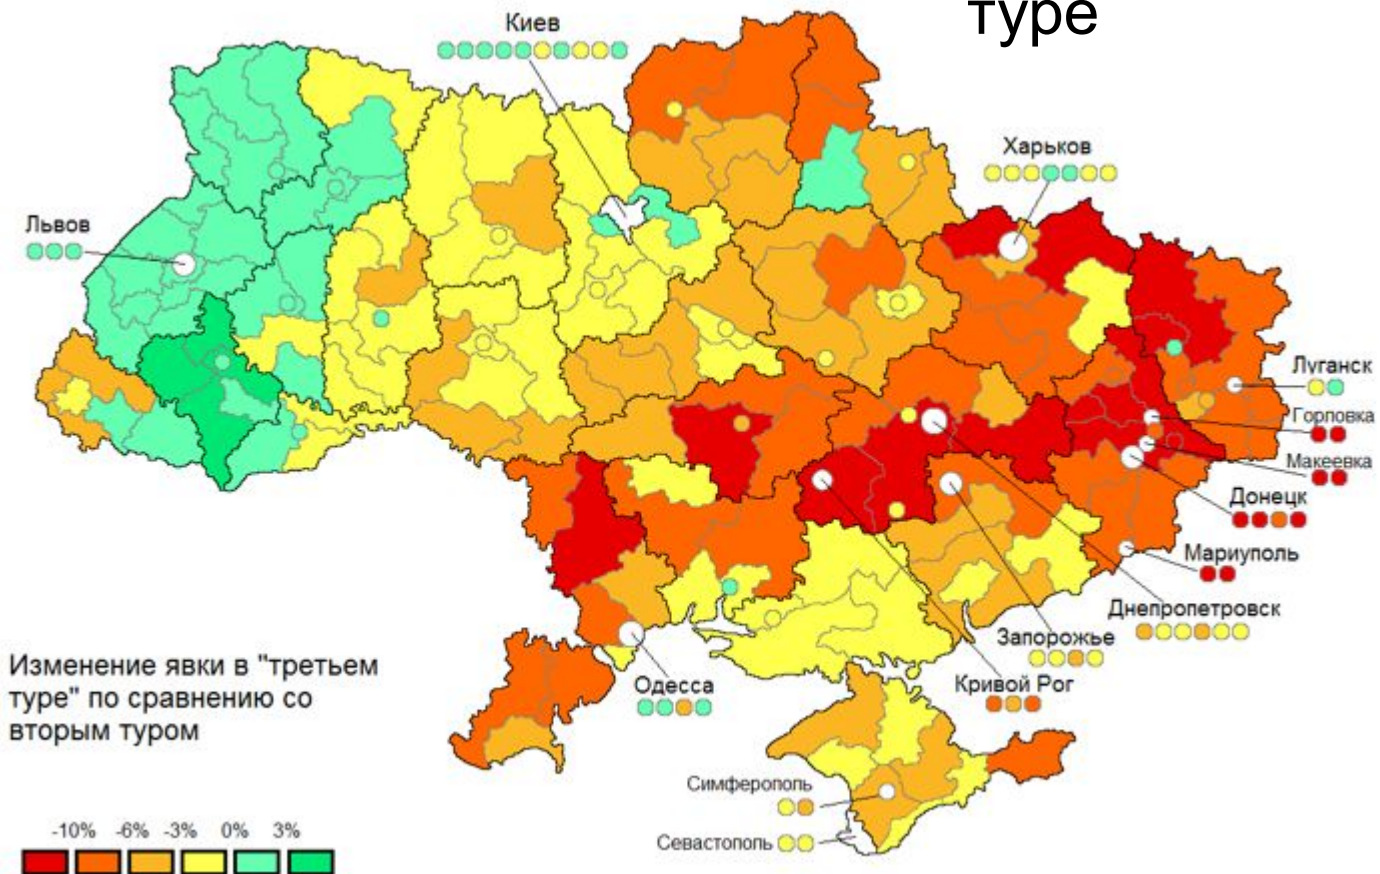 туре
Киев
Харьков
Львов
Луганск
Горловка
Макеевка
Донецк
Мариуполь
Днепропетровск
Запорожье
Кривой Рог
Одесса
Изменение явки в "третьем
туре" по сравнению со
вторым туром
Симферополь
Севастополь
-10% -6% -3% 0% 3%